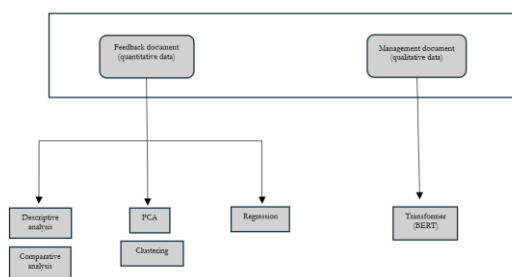 Feedback document
(quantitative data)
Management document
(qualitative data)
Descriptive
analysis
PCA
Regression
Transformer
(BERT)
Comparative
analysis
Clustering